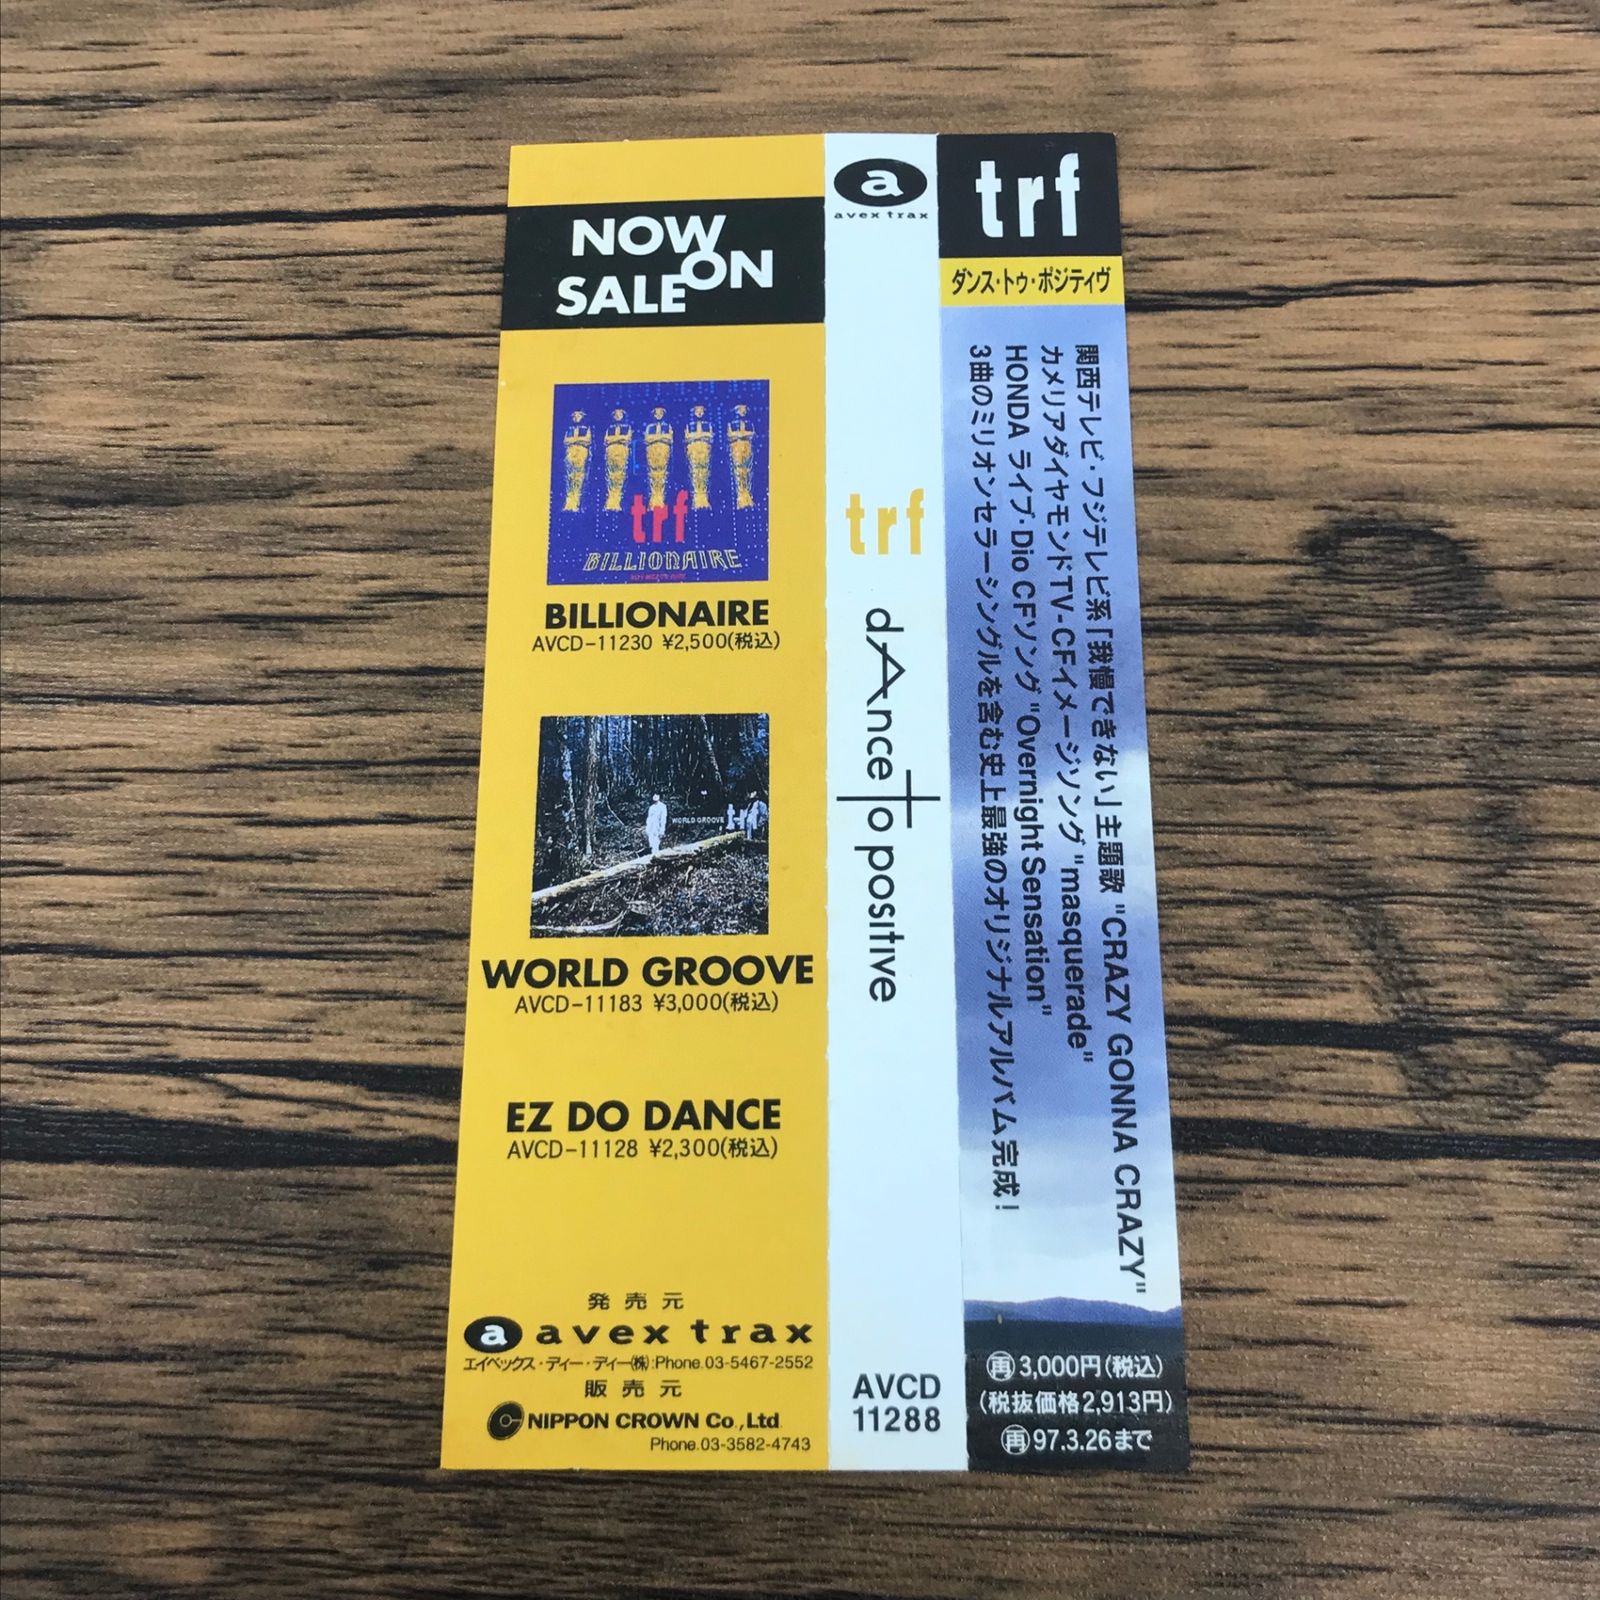 NOW
ON
SALE
trf
BILLIONAIRE
BILLIONAIRE
AVCD-11230 ¥2,500(税込)
WORLD GROOVE
trf
WORLD GROOVE
AVCD-11183 ¥3,000(税込)
EZ DO DANCE
AVCD-11128 ¥2,300(税込)
発売元
a avex trax
エイベックス・ディー・ディー㈱:Phone.03-5467-2552
販売元
NIPPON CROWN Co.,Ltd.
Phone.03-3582-4743
a
avex trax
trf
dAnce to positive
AVCD
11288
trf
ダンス・トゥ・ポジティヴ
関西テレビ・フジテレビ系「我慢できない」主題歌 "CRAZY GONNA CRAZY"
カメリアダイヤモンドTV-CFイメージソング "masquerade"
HONDA ライブ・Dio CFソング "Overnight Sensation"
3曲のミリオンセラーシングルを含む史上最強のオリジナルアルバム完成!
再 3,000円(税込)
(税抜価格2,913円)
再 97.3.26まで